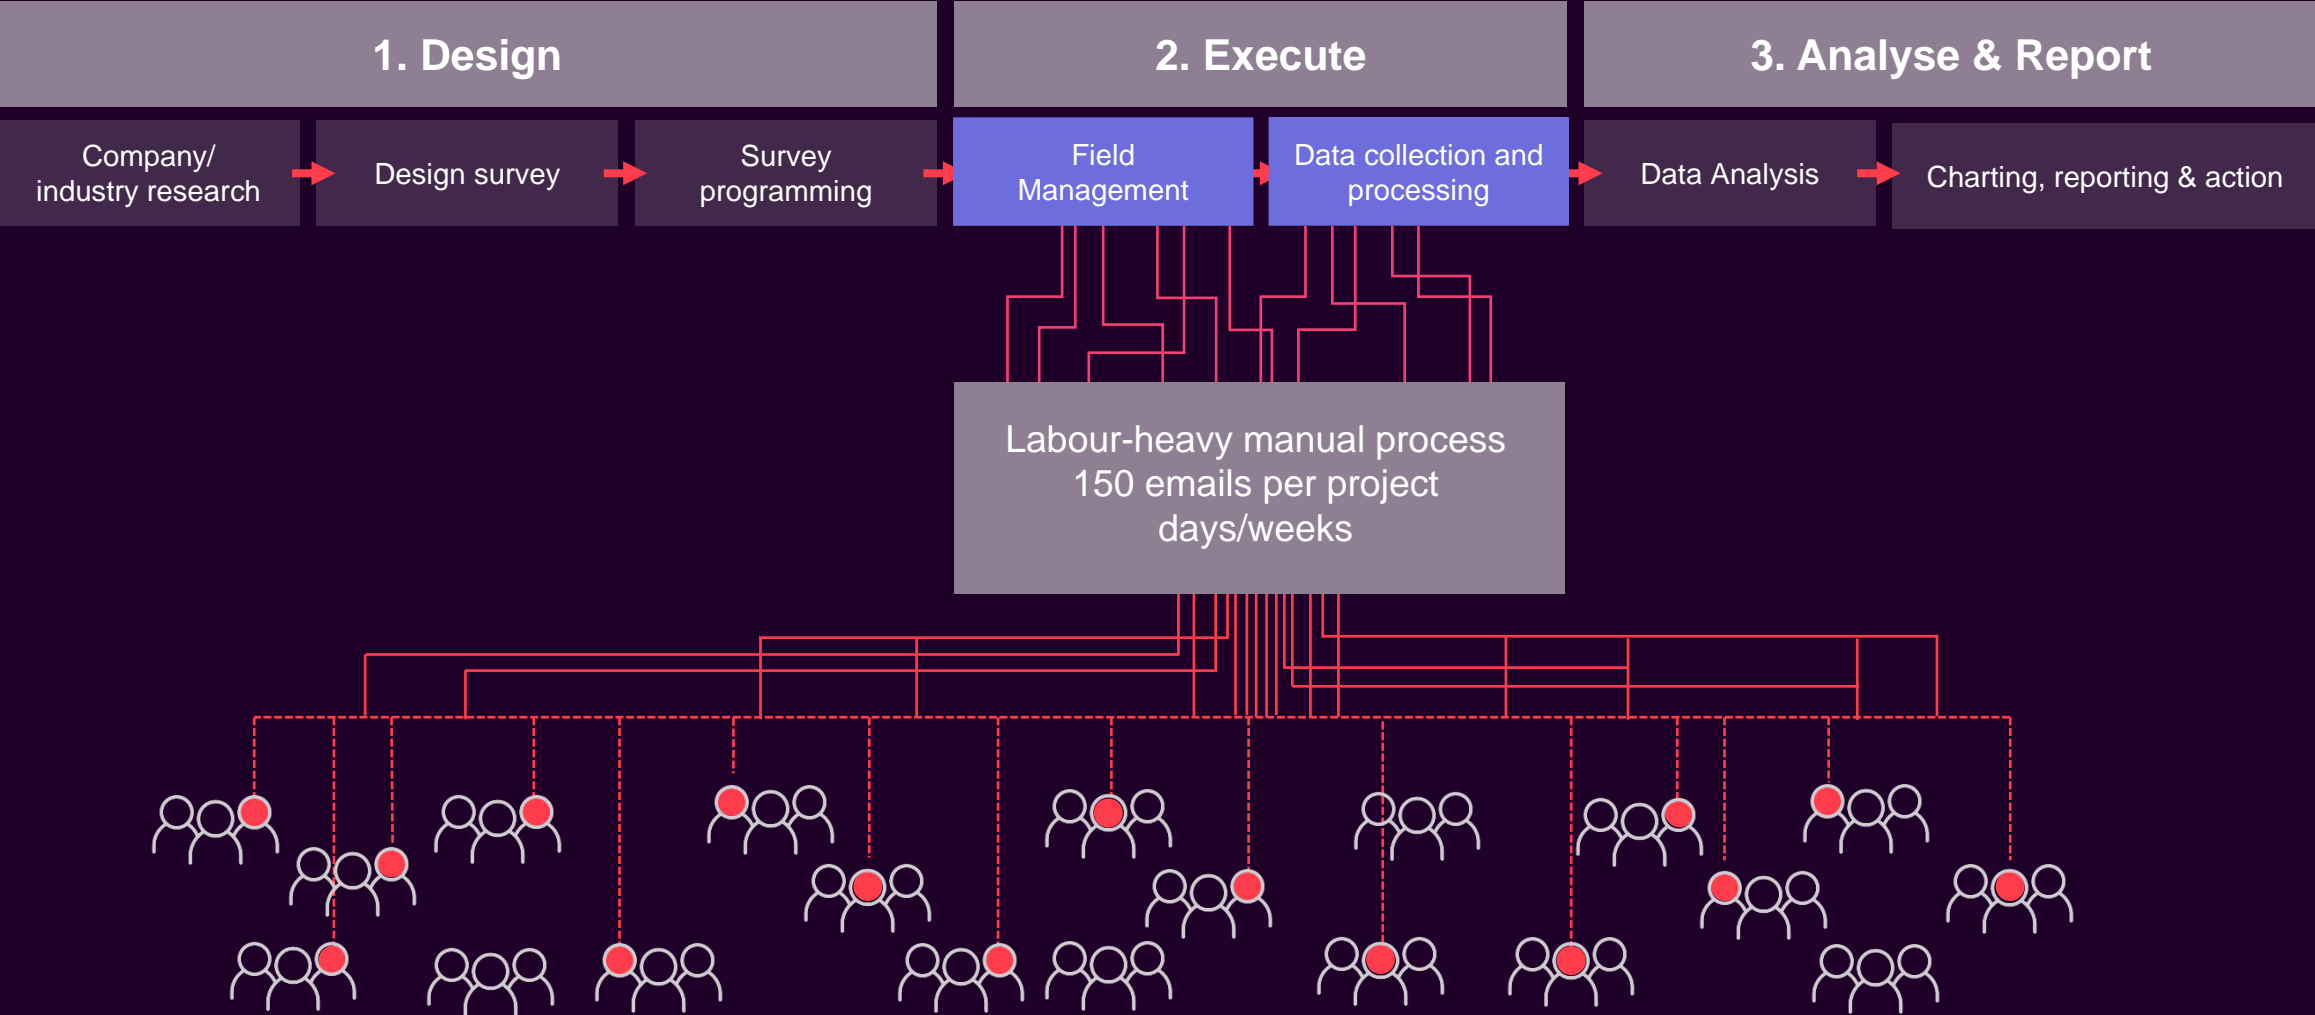 1. Design
2. Execute
3. Analyse & Report
Company/
industry research
Design survey
Survey
programming
Field
Management
Data collection and
processing
Data Analysis
Charting, reporting & action
Labour-heavy manual process
150 emails per project
days/weeks